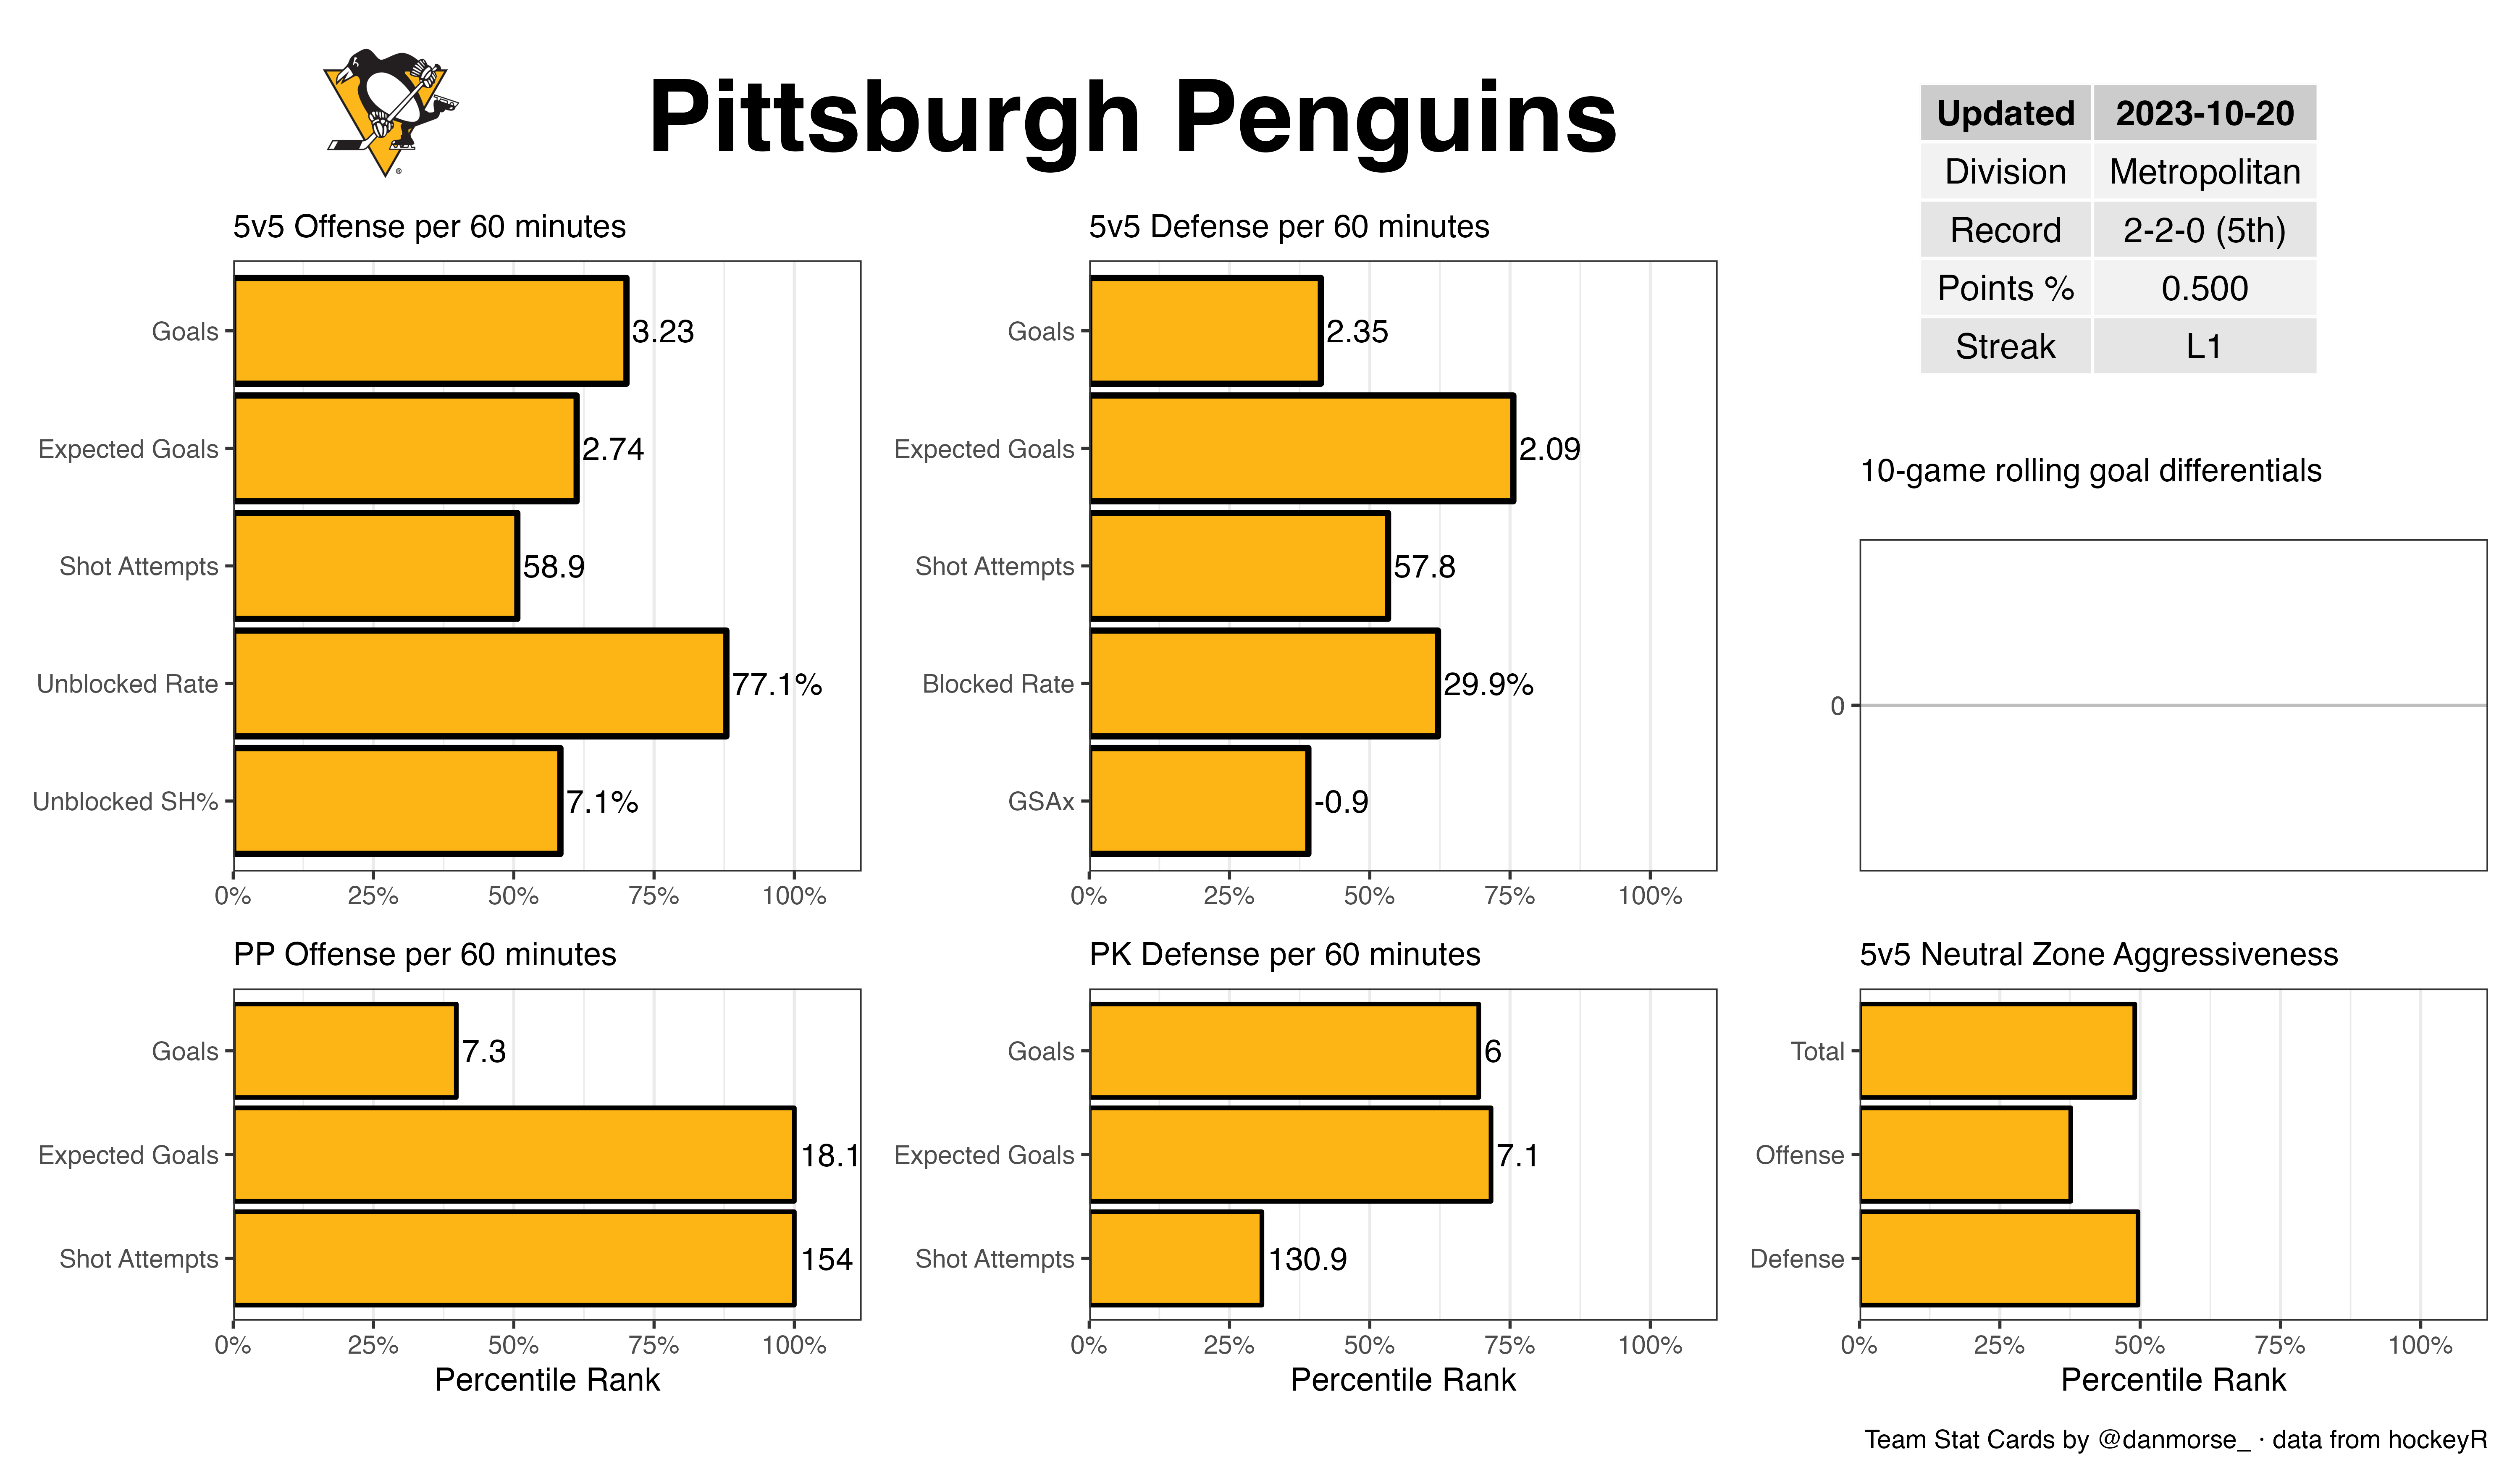 Pittsburgh Penguins
Updated 2023-10-20
Division Metropolitan
Record 2-2-0 (5th)
Points % 0.500
Streak L1
5v5 Offense per 60 minutes
Goals 3.23
Expected Goals 2.74
Shot Attempts 58.9
Unblocked Rate 77.1%
Unblocked SH% 7.1%
0% 25% 50% 75% 100%
5v5 Defense per 60 minutes
Goals 2.35
Expected Goals 2.09
Shot Attempts 57.8
Blocked Rate 29.9%
GSAx -0.9
0% 25% 50% 75% 100%
10-game rolling goal differentials
0
PP Offense per 60 minutes
Goals 7.3
Expected Goals 18.1
Shot Attempts 154
0% 25% 50% 75% 100%
Percentile Rank
PK Defense per 60 minutes
Goals 6
Expected Goals 7.1
Shot Attempts 130.9
0% 25% 50% 75% 100%
Percentile Rank
5v5 Neutral Zone Aggressiveness
Total
Offense
Defense
0% 25% 50% 75% 100%
Percentile Rank
Team Stat Cards by @danmorse_ · data from hockeyR